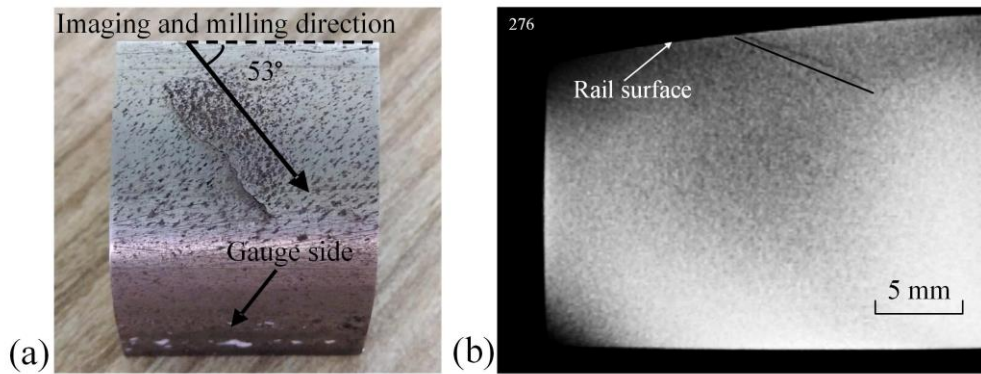 Imaging and milling direction
53°
Gauge side
(a)
276
Rail surface
5 mm
(b)